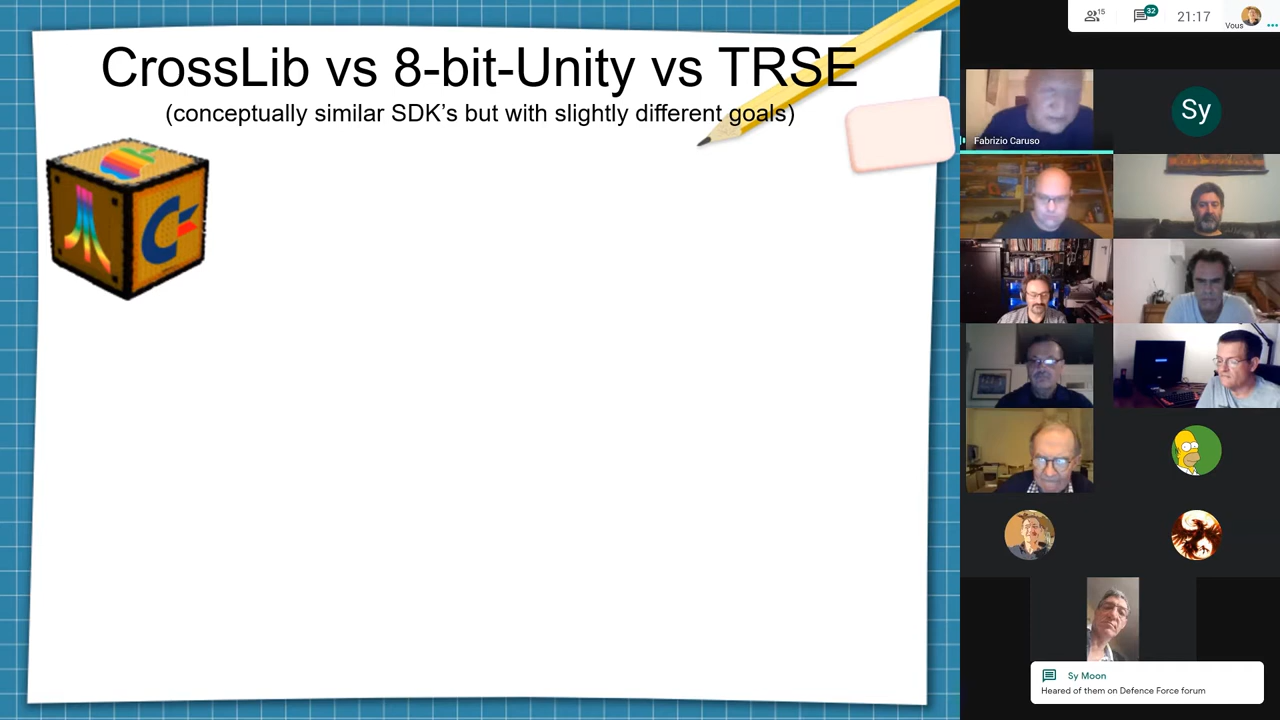 CrossLib vs 8-bit-Unity vs TRSE
(conceptually similar SDK's but with slightly different goals)
15
32
21:17
Vous
Fabrizio Caruso
Sy
Sy Moon
Heared of them on Defence Force forum